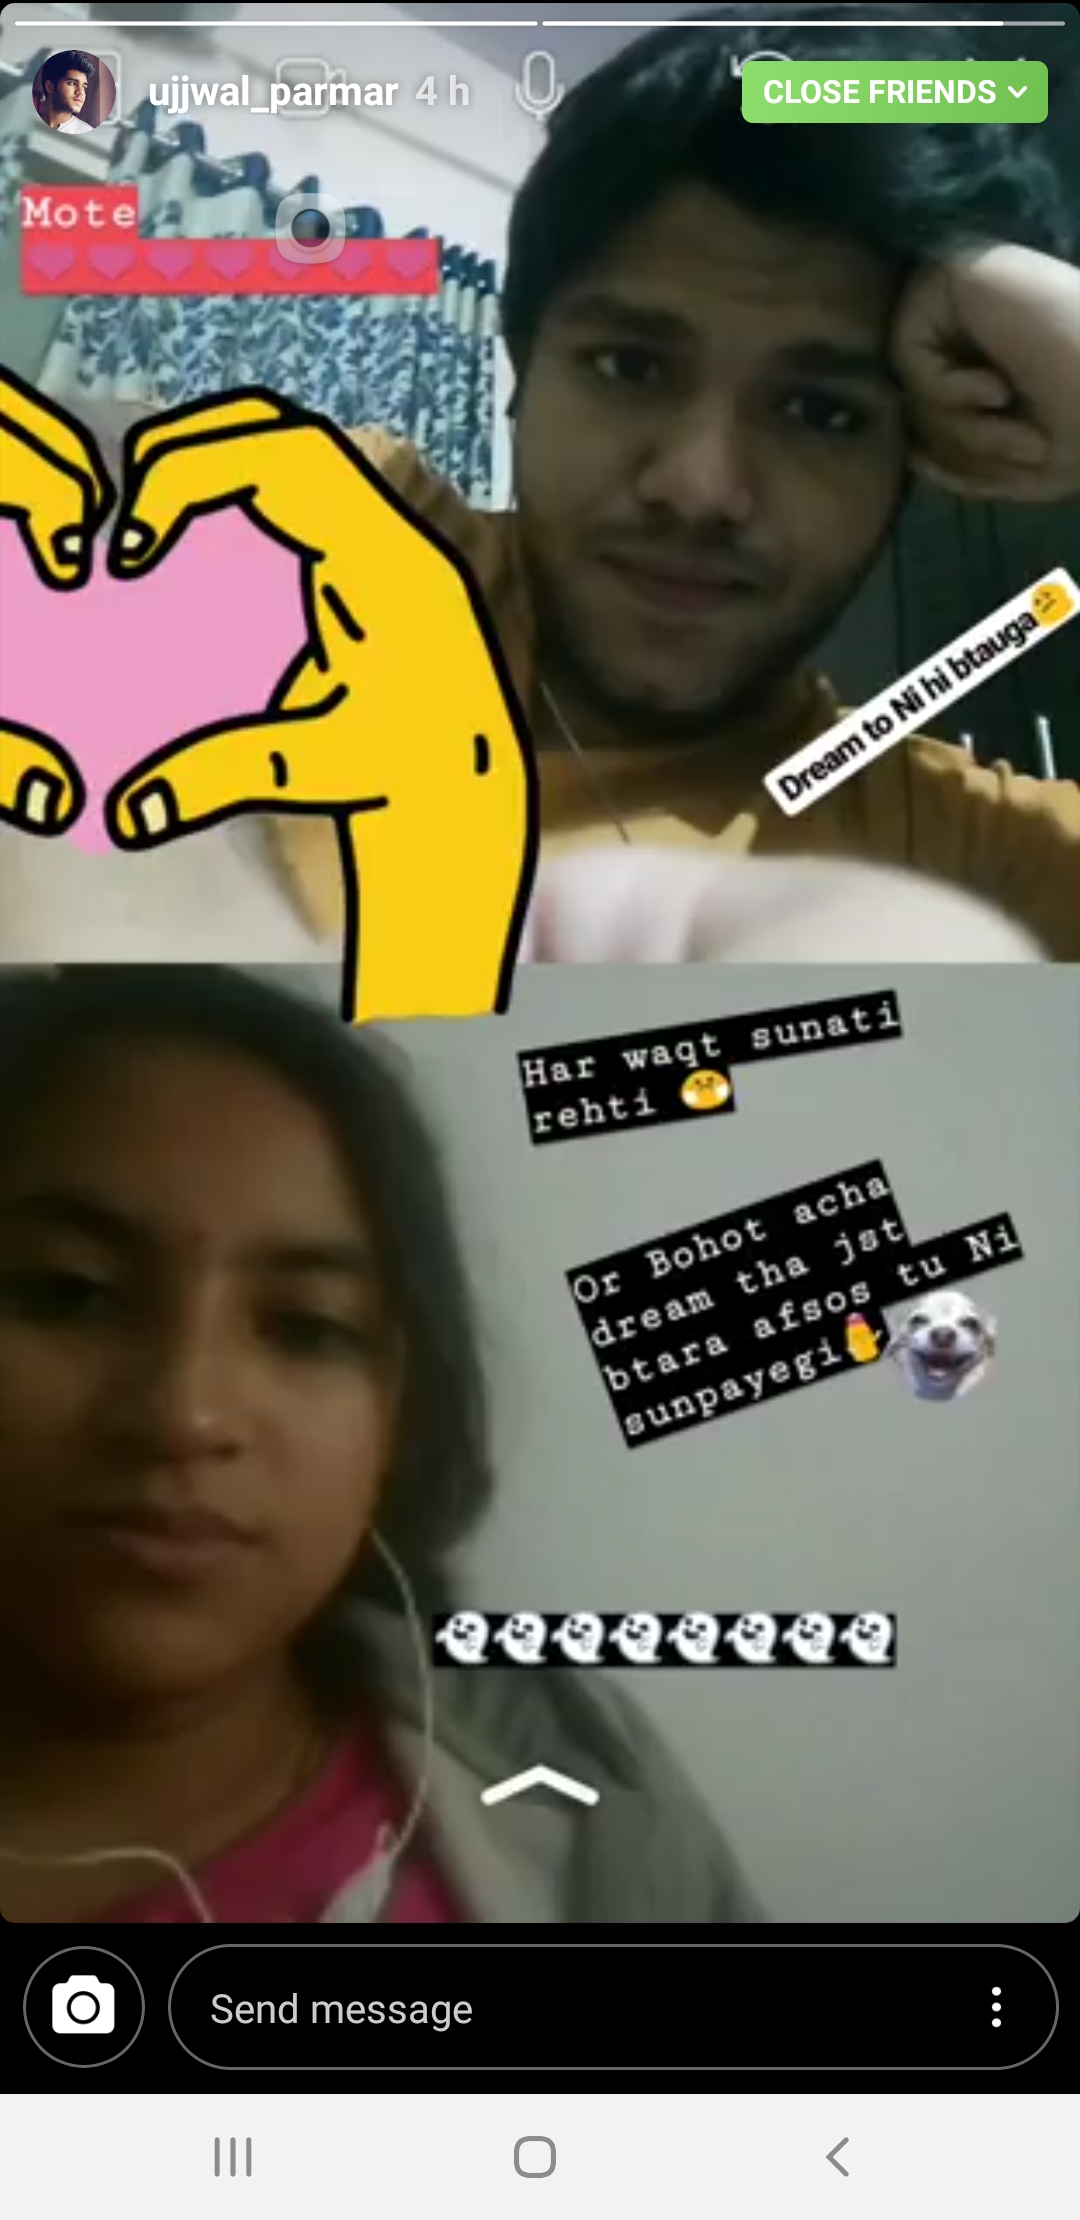 ujjwal_parmar 4 h
CLOSE FRIENDS
Mote
Dream to Ni hi btauga
Har waqt sunati
rehti
Or Bohot acha
dream tha jst
btara afsos tu Ni
sunpayegi
Send message